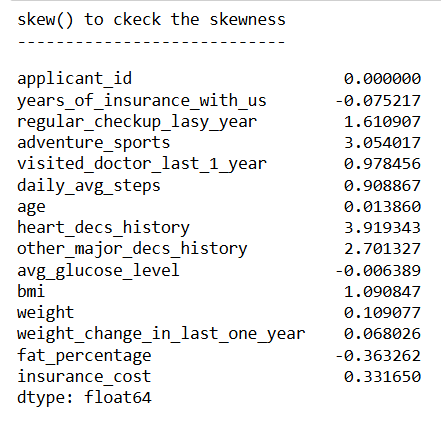 skew() to ckeck the skewness
----------------------------
applicant_id 0.000000
years_of_insurance_with_us -0.075217
regular_checkup_lasy_year 1.610907
adventure_sports 3.054017
visited_doctor_last_1_year 0.978456
daily_avg_steps 0.908867
age 0.013860
heart_decs_history 3.919343
other_major_decs_history 2.701327
avg_glucose_level -0.006389
bmi 1.090847
weight 0.109077
weight_change_in_last_one_year 0.068026
fat_percentage -0.363262
insurance_cost 0.331650
dtype: float64